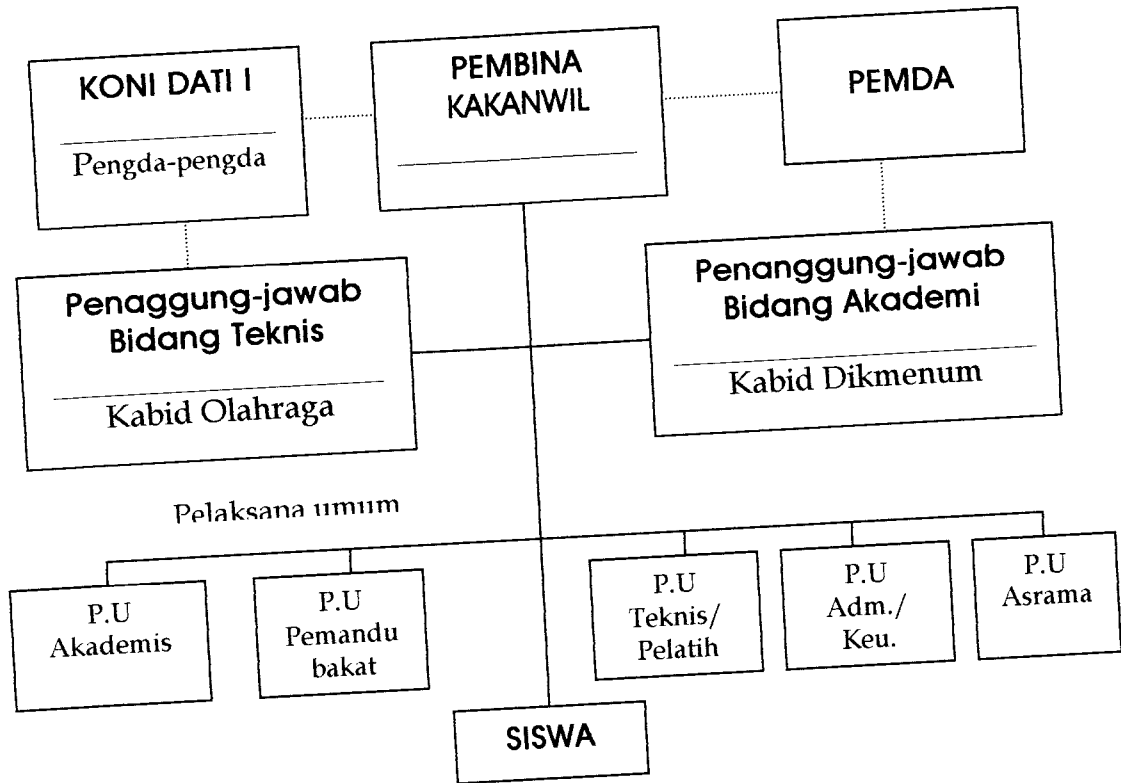 KONI DATI I
Pengda-pengda
PEMBINA
KAKANWIL
PEMDA
Penaggung-jawab
Bidang Teknis
Kabid Olahraga
Penanggung-jawab
Bidang Akademi
Kabid Dikmenum
Pelaksana umum
P.U
Akademis
P.U
Pemandu
bakat
P.U
Teknis/
Pelatih
P.U
Adm./
Keu.
P.U
Asrama
SISWA